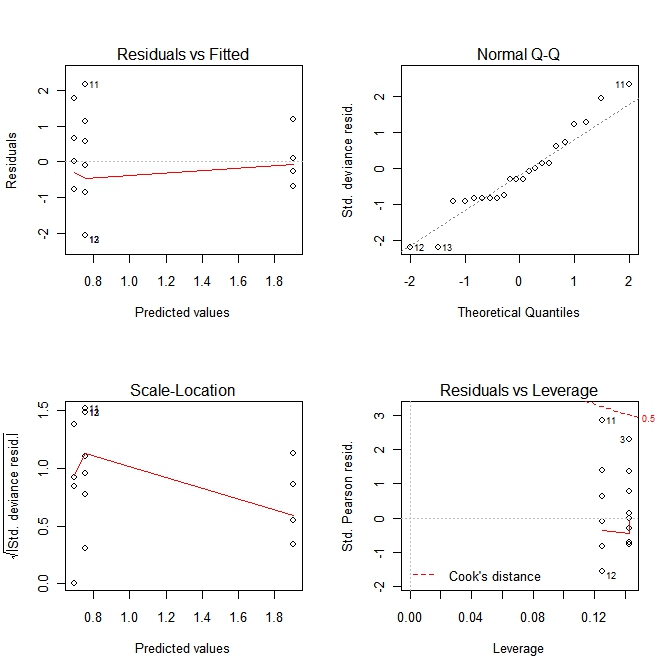 Residuals vs Fitted
Residuals
2
1
0
-1
-2
11
12
13
0.8 1.0 1.2 1.4 1.6 1.8
Predicted values
Normal Q-Q
Std. deviance resid.
2
1
0
-1
-2
11
12
13
-2 -1 0 1 2
Theoretical Quantiles
Scale-Location
√|Std. deviance resid.|
1.5
1.0
0.5
0.0
11
0.8 1.0 1.2 1.4 1.6 1.8
Predicted values
Residuals vs Leverage
Std. Pearson resid.
3
2
1
0
-1
-2
11
3
12
0.5
Cook's distance
0.00 0.04 0.08 0.12
Leverage